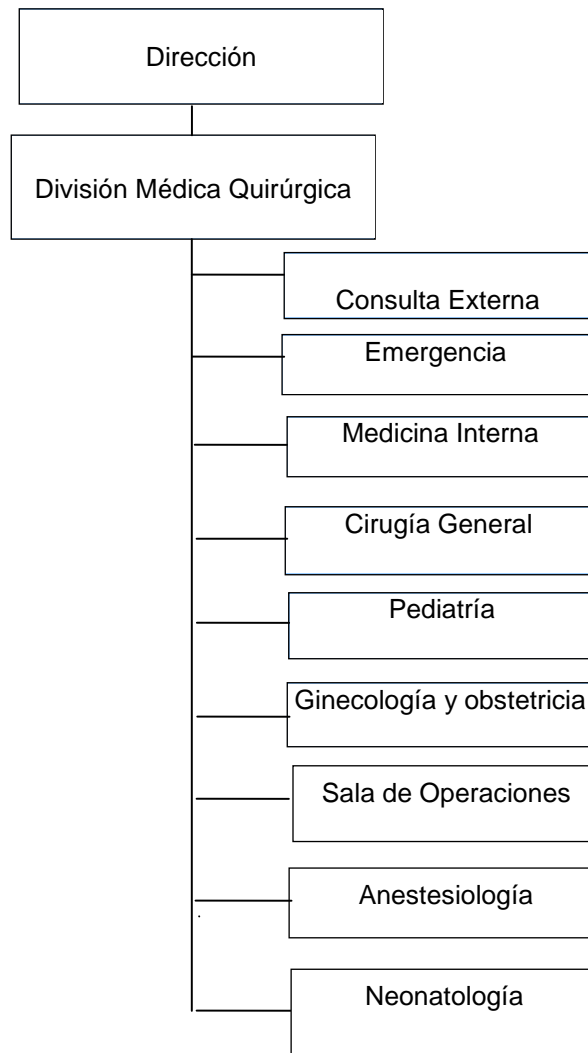 Dirección
División Médica Quirúrgica
Consulta Externa
Emergencia
Medicina Interna
Cirugía General
Pediatría
Ginecología y obstetricia
Sala de Operaciones
Anestesiología
Neonatología